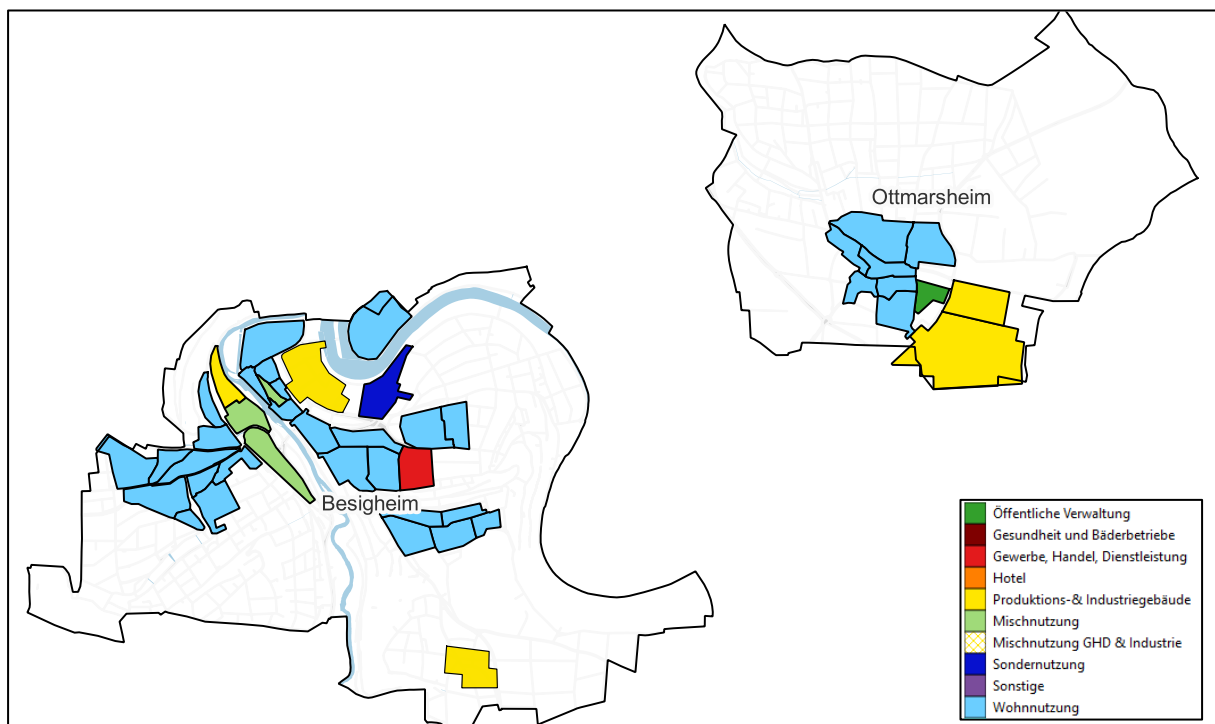 Ottmarsheim
Besigheim
Öffentliche Verwaltung
Gesundheit und Bäderbetriebe
Gewerbe, Handel, Dienstleistung
Hotel
Produktions-& Industriegebäude
Mischnutzung
Mischnutzung GHD & Industrie
Sondernutzung
Sonstige
Wohnnutzung